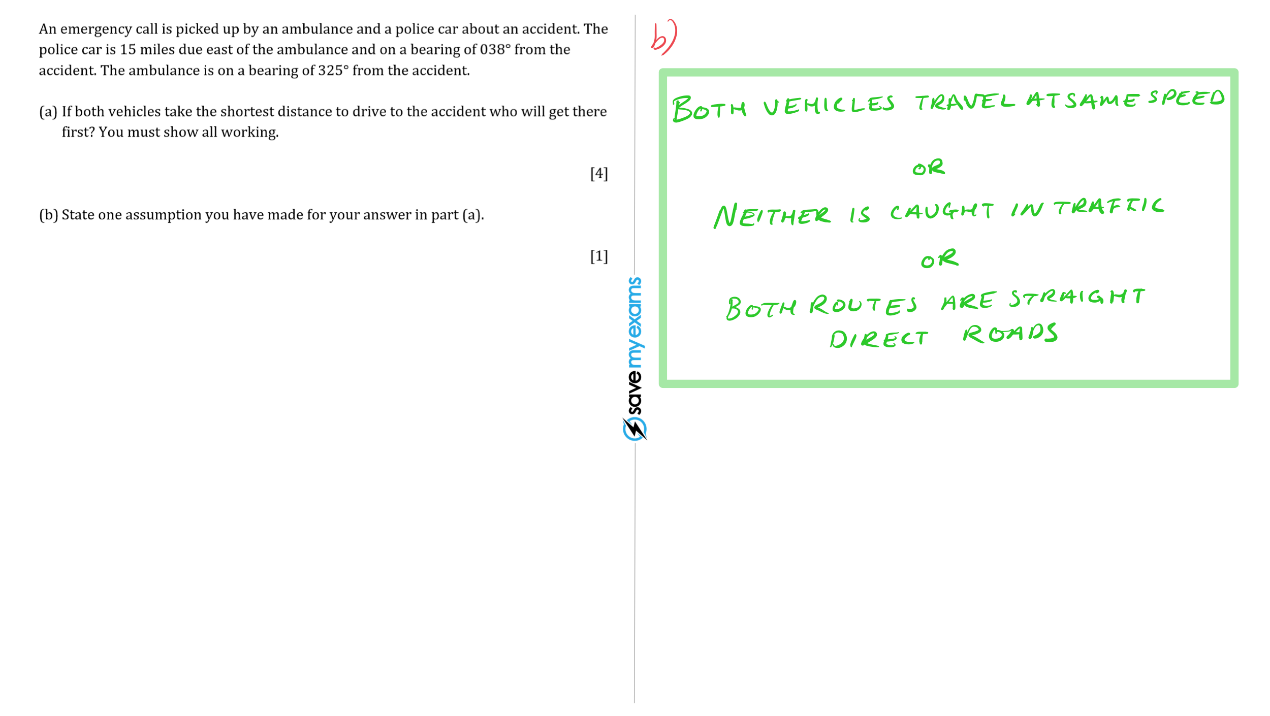 An emergency call is picked up by an ambulance and a police car about an accident. The
police car is 15 miles due east of the ambulance and on a bearing of 038° from the
accident. The ambulance is on a bearing of 325° from the accident.
(a) If both vehicles take the shortest distance to drive to the accident who will get there
first? You must show all working.
[4]
(b) State one assumption you have made for your answer in part (a).
[1]
savemyexams
b)
BOTH VEHICLES TRAVEL AT SAME SPEED
OR
NEITHER IS CAUGHT IN TRAFFIC
OR
BOTH ROUTES ARE STRAIGHT
DIRECT ROADS